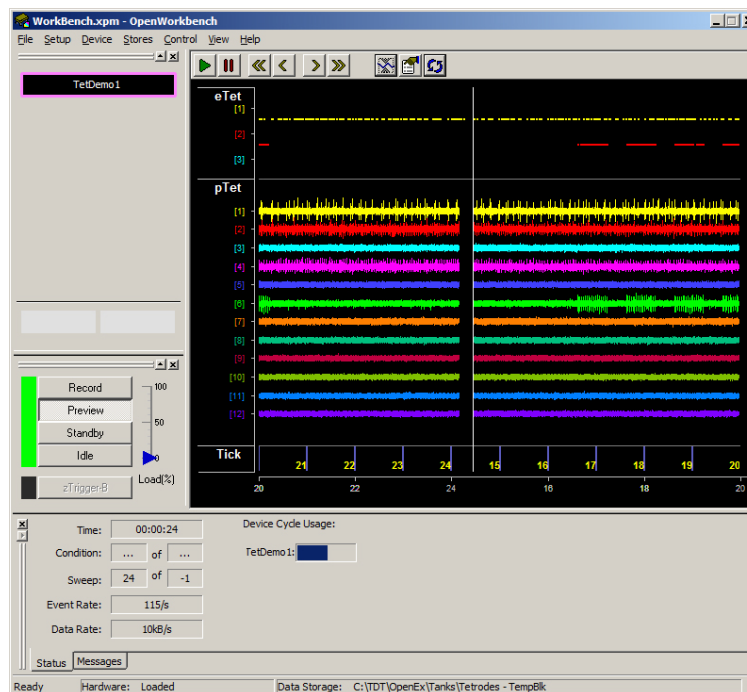 WorkBench.xpm - OpenWorkbench
File Setup Device Stores Control View Help
TetDemo1
eTet
[1]
[2]
[3]
pTet
[1]
[2]
[3]
[4]
[5]
[6]
[7]
[8]
[9]
[10]
[11]
[12]
Tick
21 22 23 24 15 16 17 18 19 20
20 22 24 16 18 20
Record
Preview
Standby
Idle
zTrigger-B
100
50
0
Load(%)
Time: 00:00:24
Condition: ... of ...
Sweep: 24 of -1
Event Rate: 115/s
Data Rate: 10kB/s
Device Cycle Usage:
TetDemo1:
Status Messages
Ready Hardware: Loaded Data Storage: C:\TDT\OpenEx\Tanks\Tetrodes - TempBlk